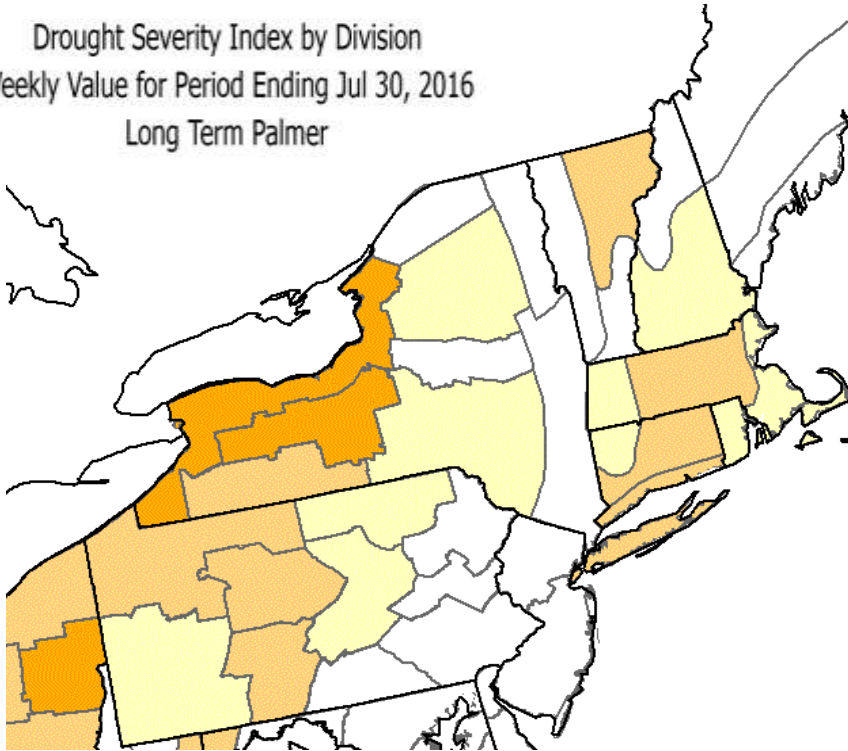 Drought Severity Index by Division
eekly Value for Period Ending Jul 30, 2016
Long Term Palmer